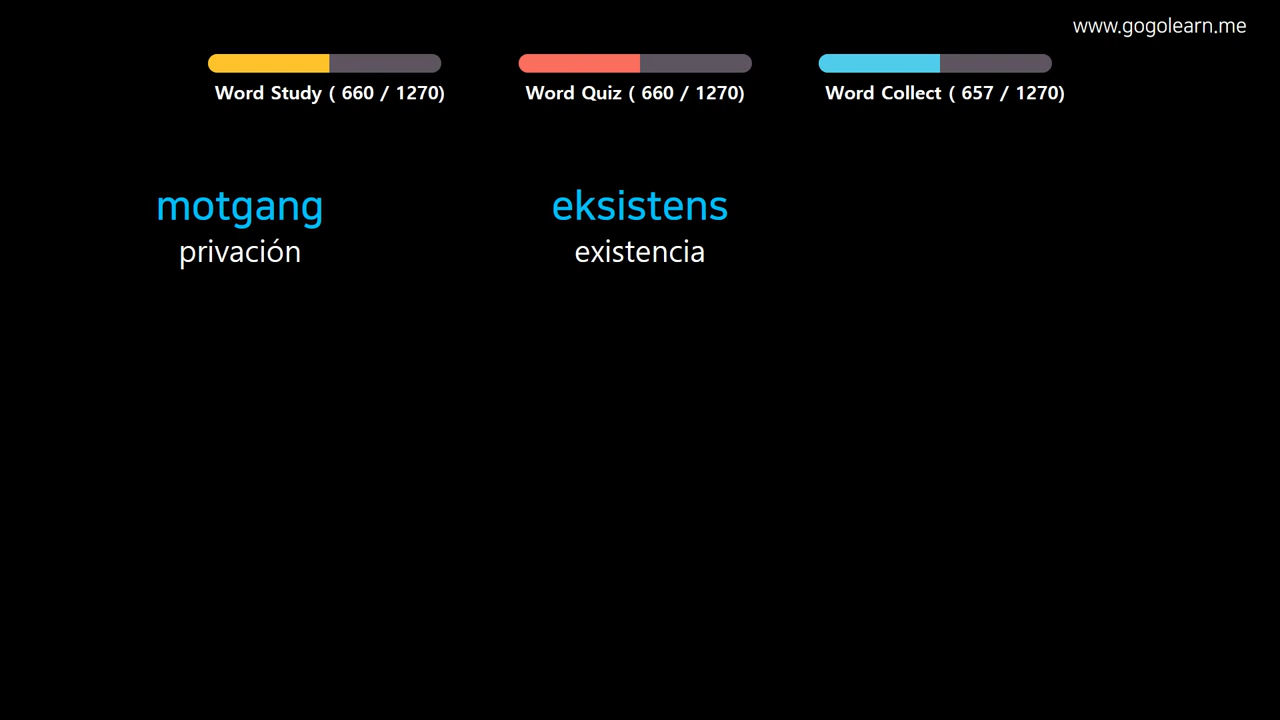 www.gogolearn.me
Word Study ( 660 / 1270)
Word Quiz ( 660 / 1270)
Word Collect ( 657 / 1270)
motgang
privación
eksistens
existencia